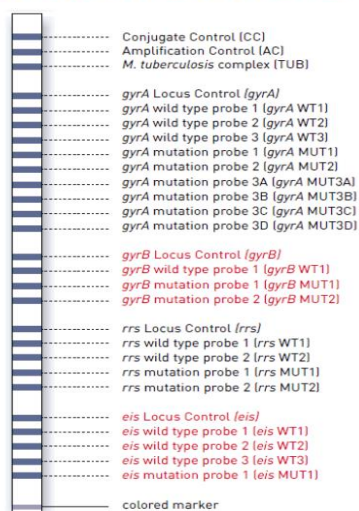 Conjugate Control (CC)
Amplification Control (AC)
M. tuberculosis complex (TUB)
gyrA Locus Control (gyrA)
gyrA wild type probe 1 (gyrA WT1)
gyrA wild type probe 2 (gyrA WT2)
gyrA wild type probe 3 (gyrA WT3)
gyrA mutation probe 1 (gyrA MUT1)
gyrA mutation probe 2 (gyrA MUT2)
gyrA mutation probe 3A (gyrA MUT3A)
gyrA mutation probe 3B (gyrA MUT3B)
gyrA mutation probe 3C (gyrA MUT3C)
gyrA mutation probe 3D (gyrA MUT3D)
gyrB Locus Control (gyrB)
gyrB wild type probe 1 (gyrB WT1)
gyrB mutation probe 1 (gyrB MUT1)
gyrB mutation probe 2 (gyrB MUT2)
rrs Locus Control (rrs)
rrs wild type probe 1 (rrs WT1)
rrs wild type probe 2 (rrs WT2)
rrs mutation probe 1 (rrs MUT1)
rrs mutation probe 2 (rrs MUT2)
eis Locus Control (eis)
eis wild type probe 1 (eis WT1)
eis wild type probe 2 (eis WT2)
eis wild type probe 3 (eis WT3)
eis mutation probe 1 (eis MUT1)
colored marker